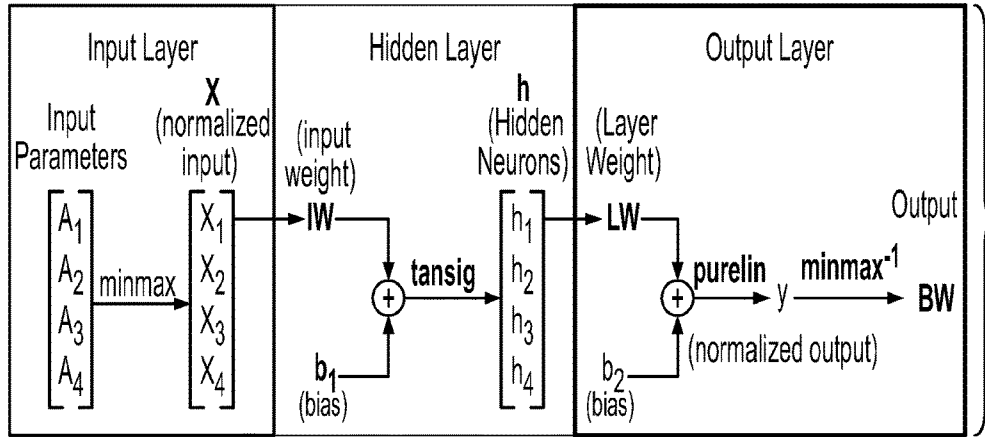 Input Layer
Hidden Layer
Output Layer
Input
Parameters
A1
A2
A3
A4
minmax
X
(normalized
input)
X1
X2
X3
X4
(input
weight)
IW
+
b1
(bias)
tansig
h
(Hidden
Neurons)
h1
h2
h3
h4
(Layer
Weight)
LW
+
b2
(bias)
purelin
y
(normalized output)
minmax-1
Output
BW